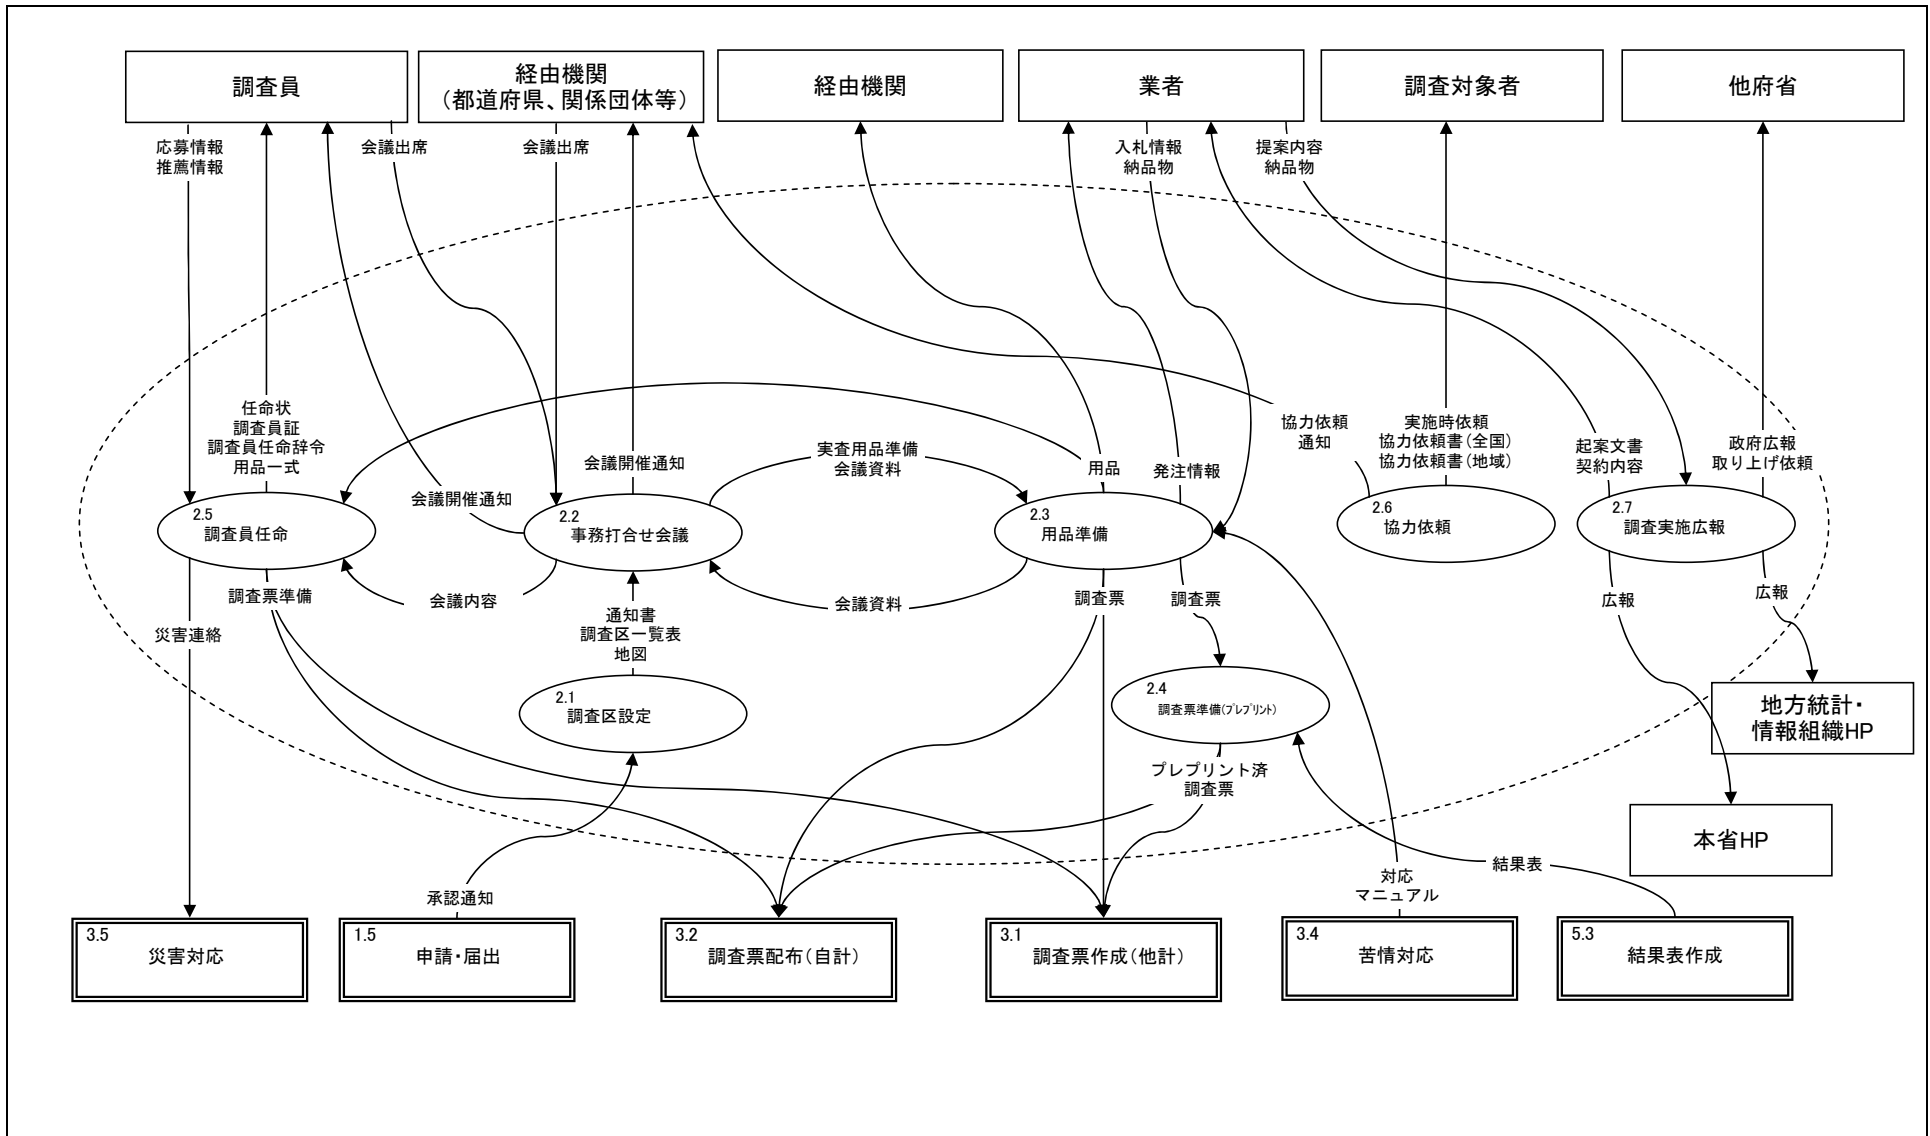 調査員
経由機関
（都道府県、関係団体等）
経由機関
業者
調査対象者
他府省
応募情報
推薦情報
会議出席
会議出席
入札情報
納品物
提案内容
納品物
任命状
調査員証
調査員任命辞令
用品一式
会議開催通知
会議開催通知
実査用品準備
会議資料
用品
発注情報
協力依頼
通知
実施時依頼
協力依頼書（全国）
協力依頼書（地域）
起案文書
契約内容
政府広報
取り上げ依頼
2.5
調査員任命
2.2
事務打合せ会議
2.3
用品準備
2.6
協力依頼
2.7
調査実施広報
調査票準備
会議内容
会議資料
調査票
調査票
広報
広報
災害連絡
通知書
調査区一覧表
地図
2.1
調査区設定
2.4
調査票準備（プレプリント）
地方統計・
情報組織HP
プレプリント済
調査票
本省HP
結果表
対応
マニュアル
承認通知
3.5
災害対応
1.5
申請・届出
3.2
調査票配布（自計）
3.1
調査票作成（他計）
3.4
苦情対応
5.3
結果表作成